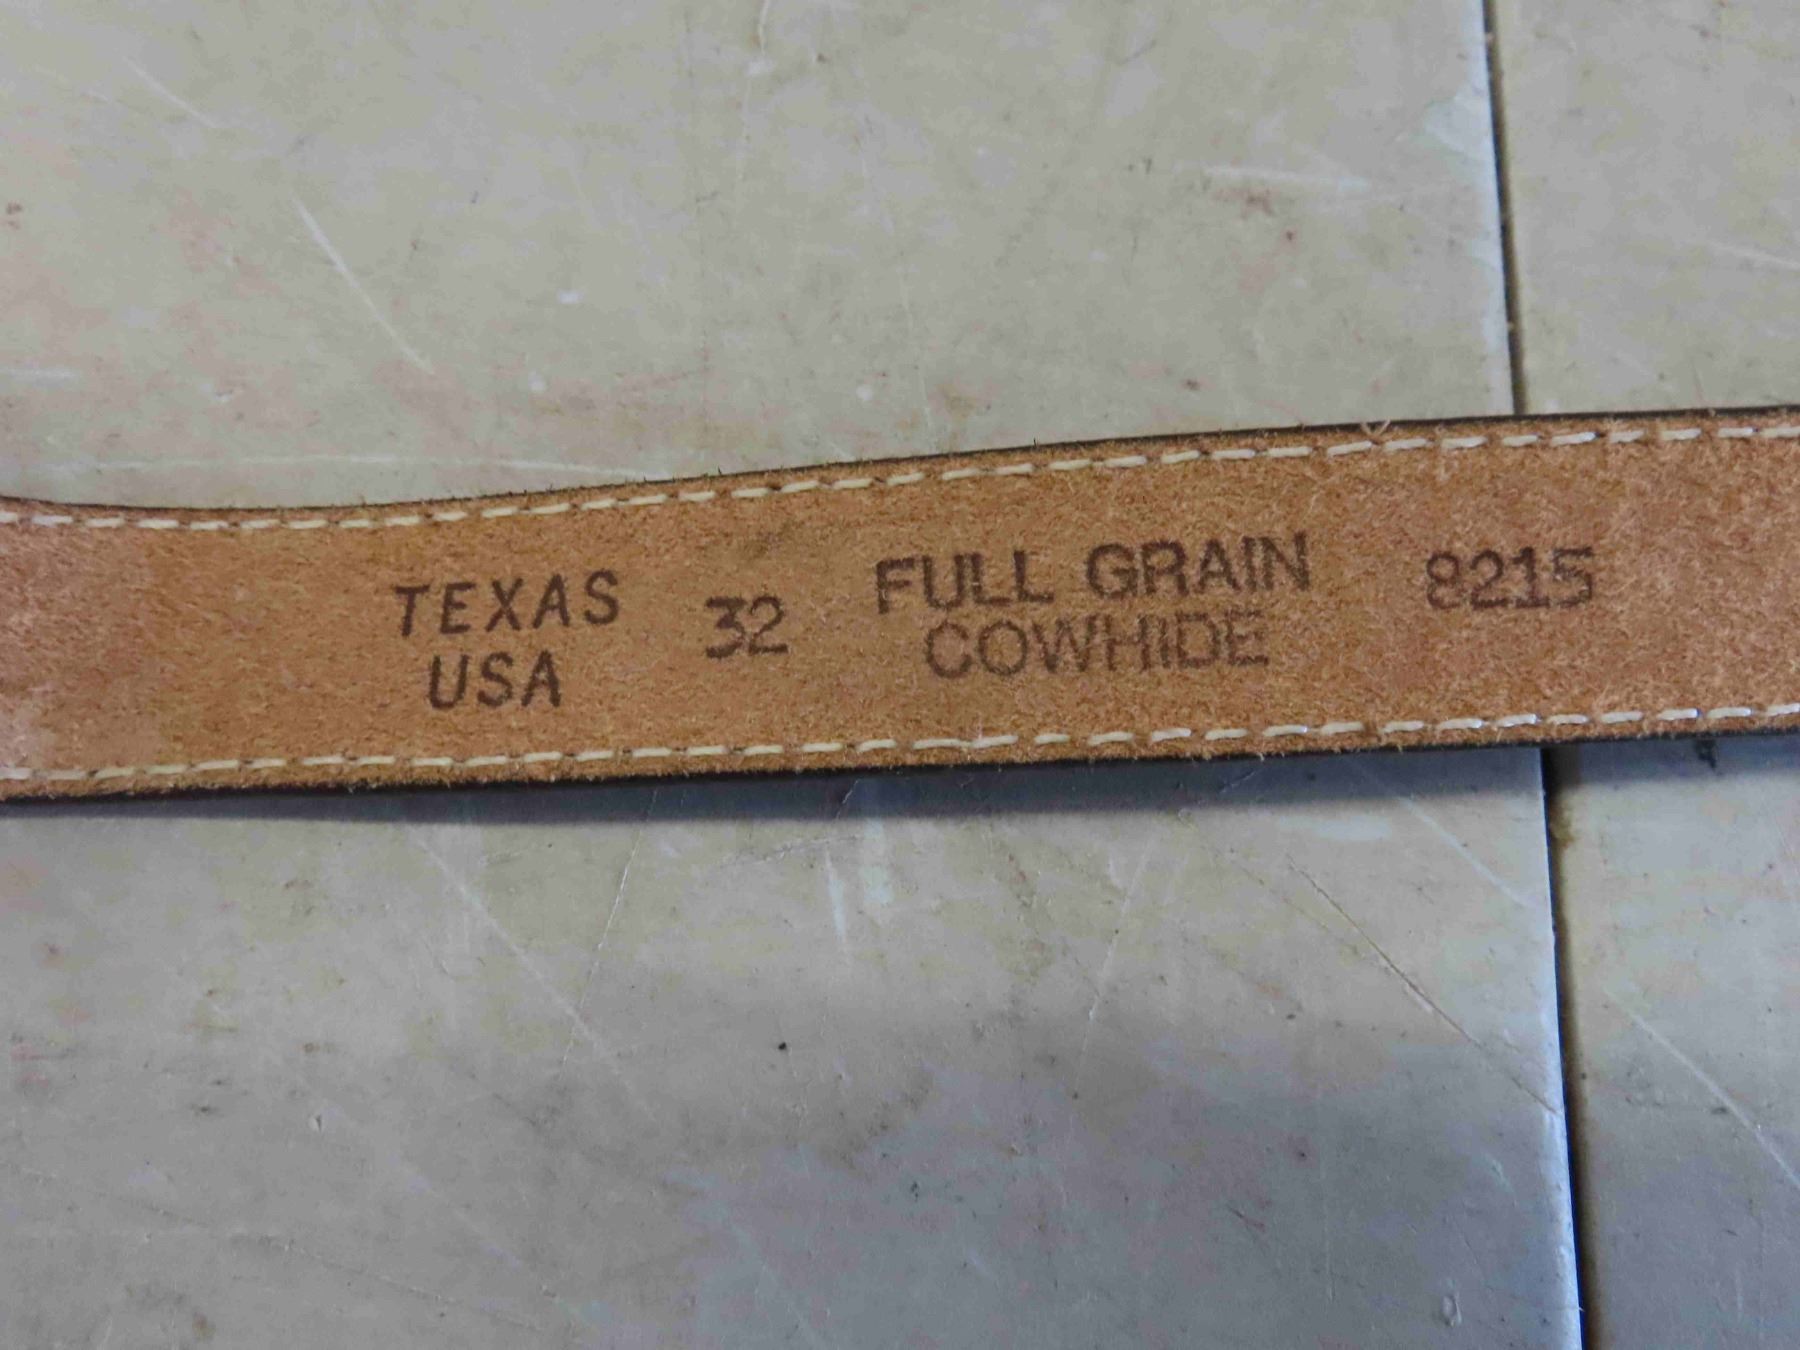 TEXAS
USA
32
FULL GRAIN
COWHIDE
8215